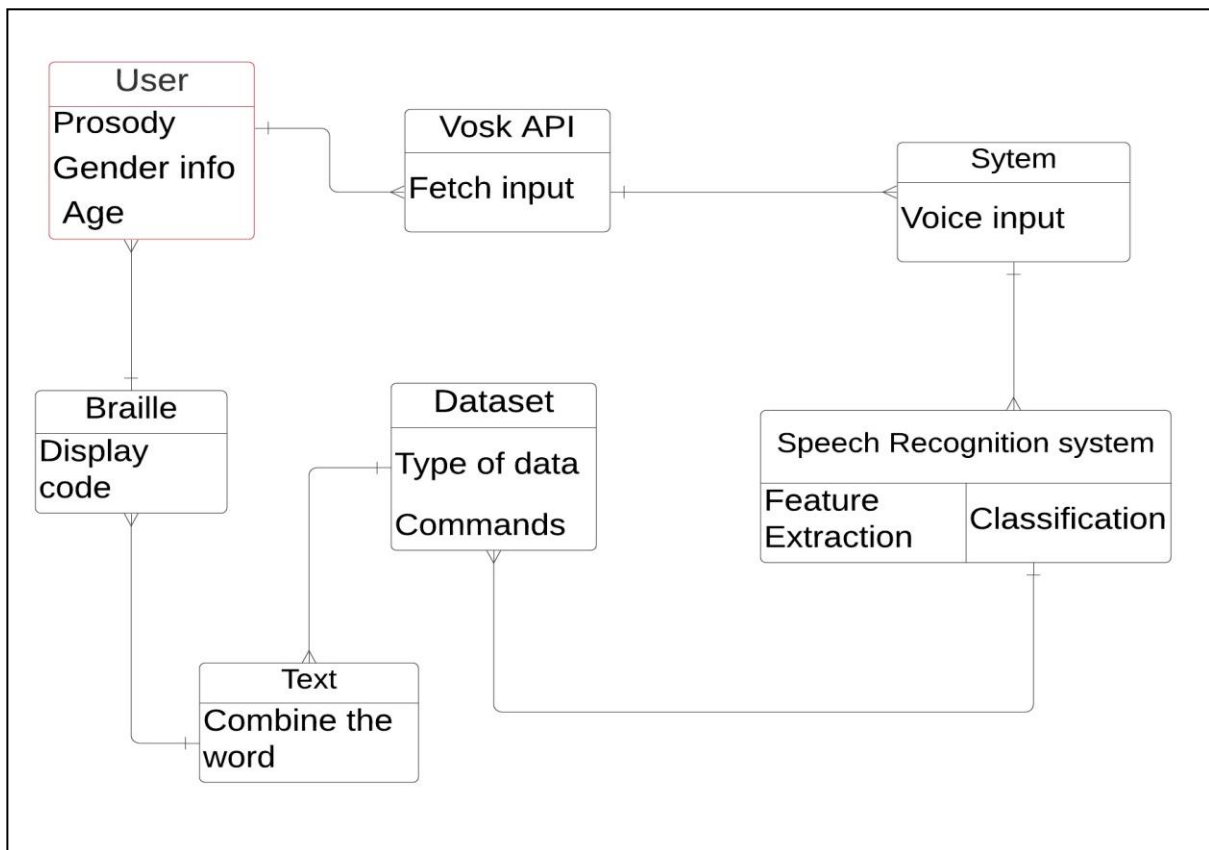 User
Prosody
Gender info
Age
Vosk API
Fetch input
Sytem
Voice input
Braille
Display
code
Dataset
Type of data
Commands
Speech Recognition system
Feature
Extraction
Classification
Text
Combine the
word